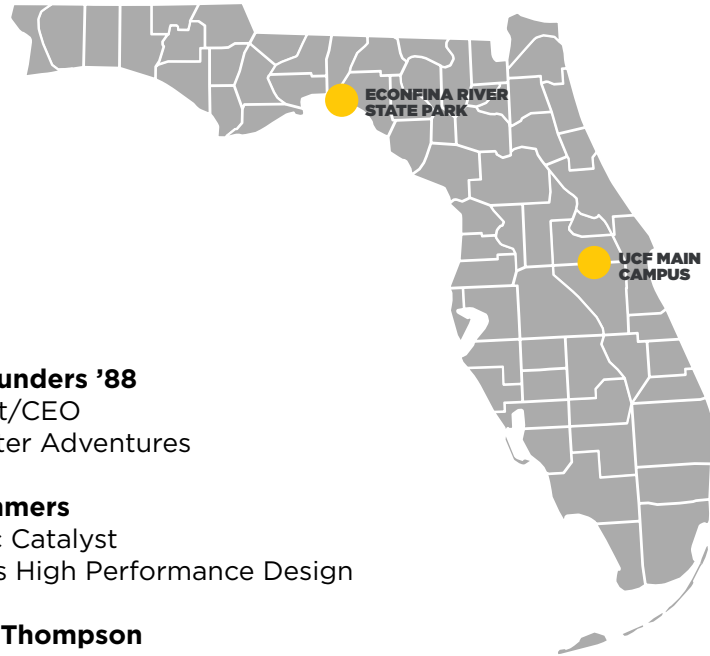 ECONFINA RIVER
STATE PARK
UCF MAIN
CAMPUS
unders ’88
t/CEO
ter Adventures
mers
c Catalyst
s High Performance Design
Thompson